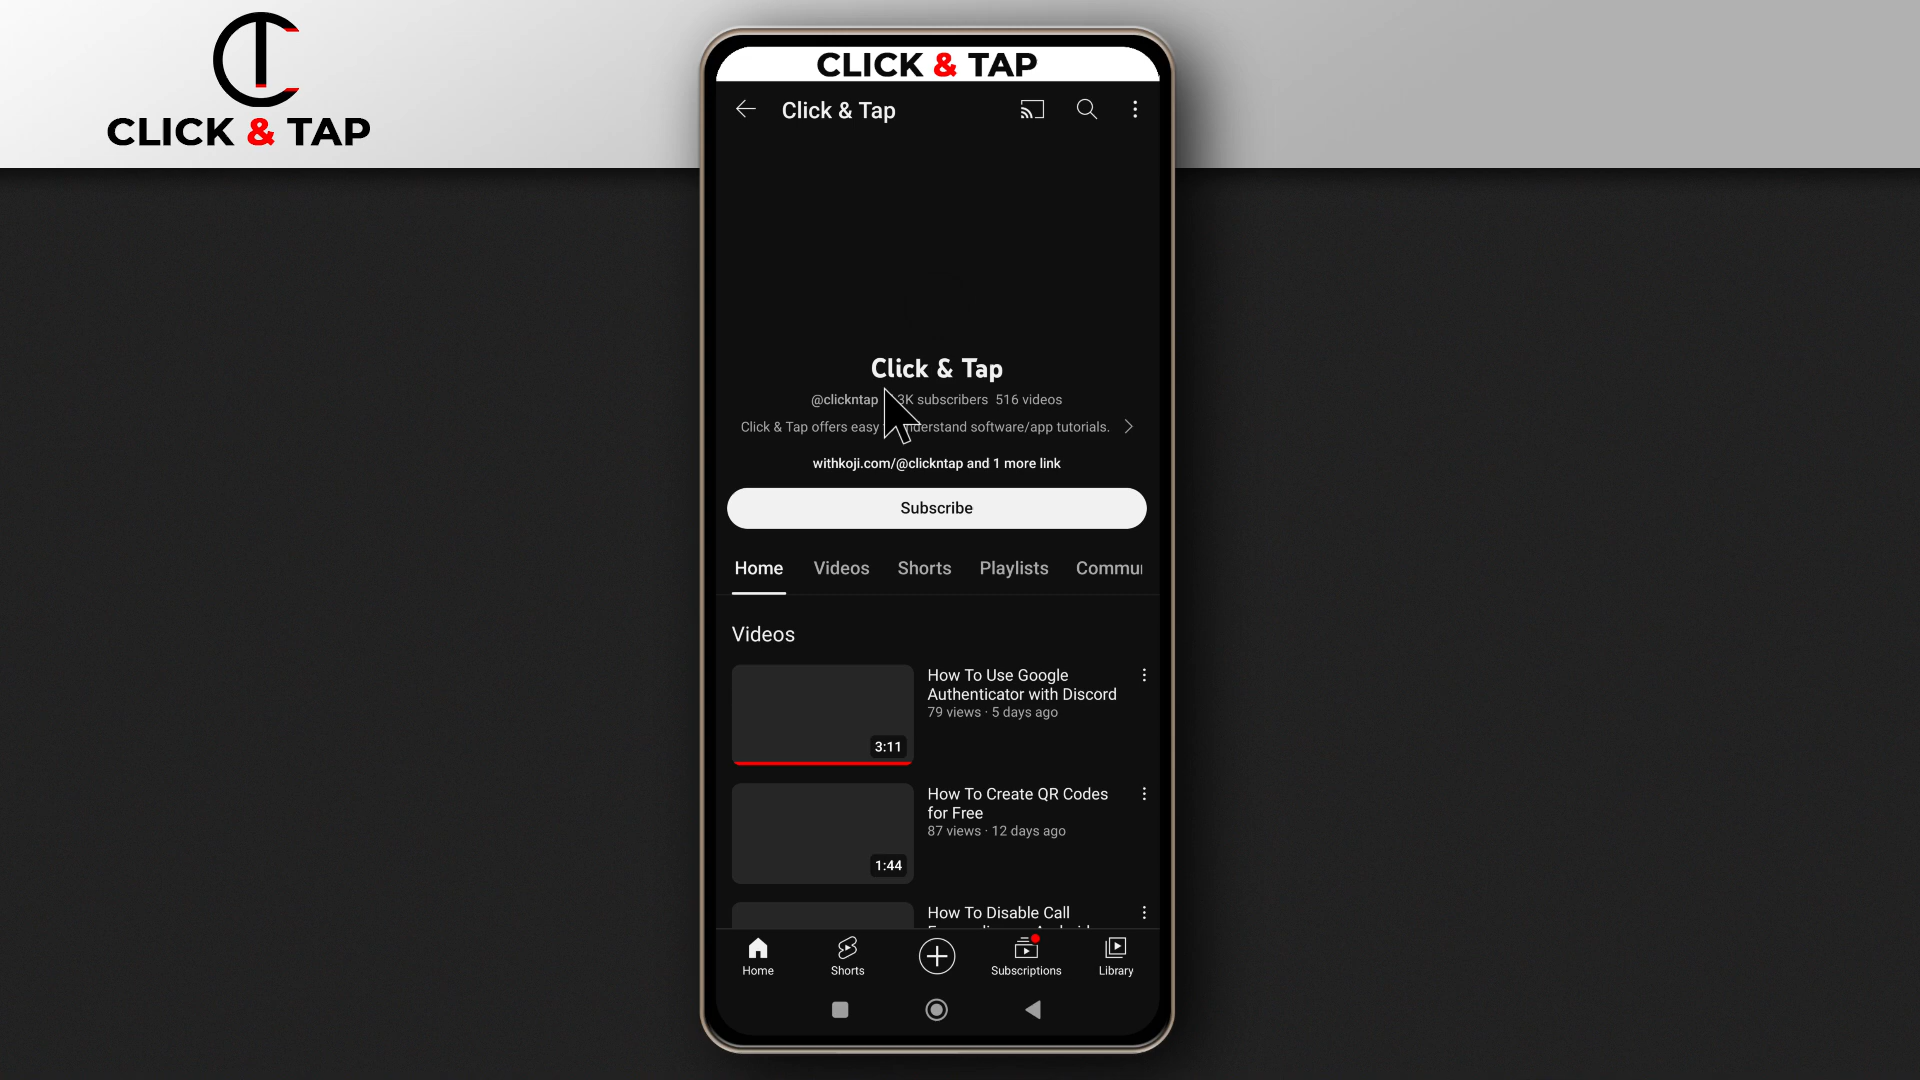 CLICK & TAP
CLICK & TAP
Click & Tap
Click & Tap
@clickntap 3K subscribers 516 videos
Click & Tap offers easy understand software/app tutorials.
withkoji.com/@clickntap and 1 more link
Subscribe
Home Videos Shorts Playlists Commu
Videos
How To Use Google
Authenticator with Discord
79 views · 5 days ago
3:11
How To Create QR Codes
for Free
87 views · 12 days ago
1:44
How To Disable Call
Home Shorts Subscriptions Library